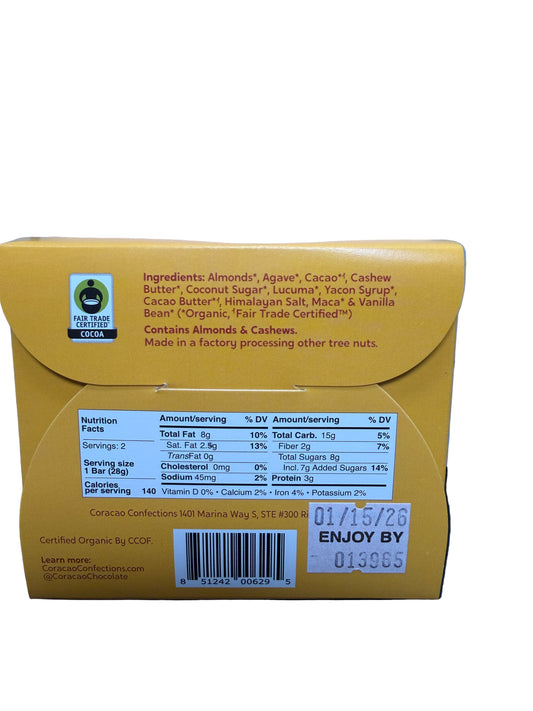 Ingredients: Almonds*, Agave*, Cacao*ᶠ, Cashew
Butter*, Coconut Sugar*, Lucuma*, Yacon Syrup*,
Cacao Butter*ᶠ, Himalayan Salt, Maca* & Vanilla
Bean* (*Organic, ᶠFair Trade Certified™)
Contains Almonds & Cashews.
Made in a factory processing other tree nuts.
FAIR TRADE
CERTIFIED
COCOA
Nutrition
Facts
Servings: 2
Serving size
1 Bar (28g)
Calories
per serving 140
Amount/serving % DV
Total Fat 8g 10%
Sat. Fat 2.5g 13%
TransFat 0g
Cholesterol 0mg 0%
Sodium 45mg 2%
Amount/serving % DV
Total Carb. 15g 5%
Fiber 2g 7%
Total Sugars 8g
Incl. 7g Added Sugars 14%
Protein 3g
Vitamin D 0% • Calcium 2% • Iron 4% • Potassium 2%
Coracao Confections 1401 Marina Way S, STE #300
Certified Organic By CCOF.
Learn more:
CoracaoConfections.com
@CoracaoChocolate
8 51242 00629 5
01/15/26
ENJOY BY
013965